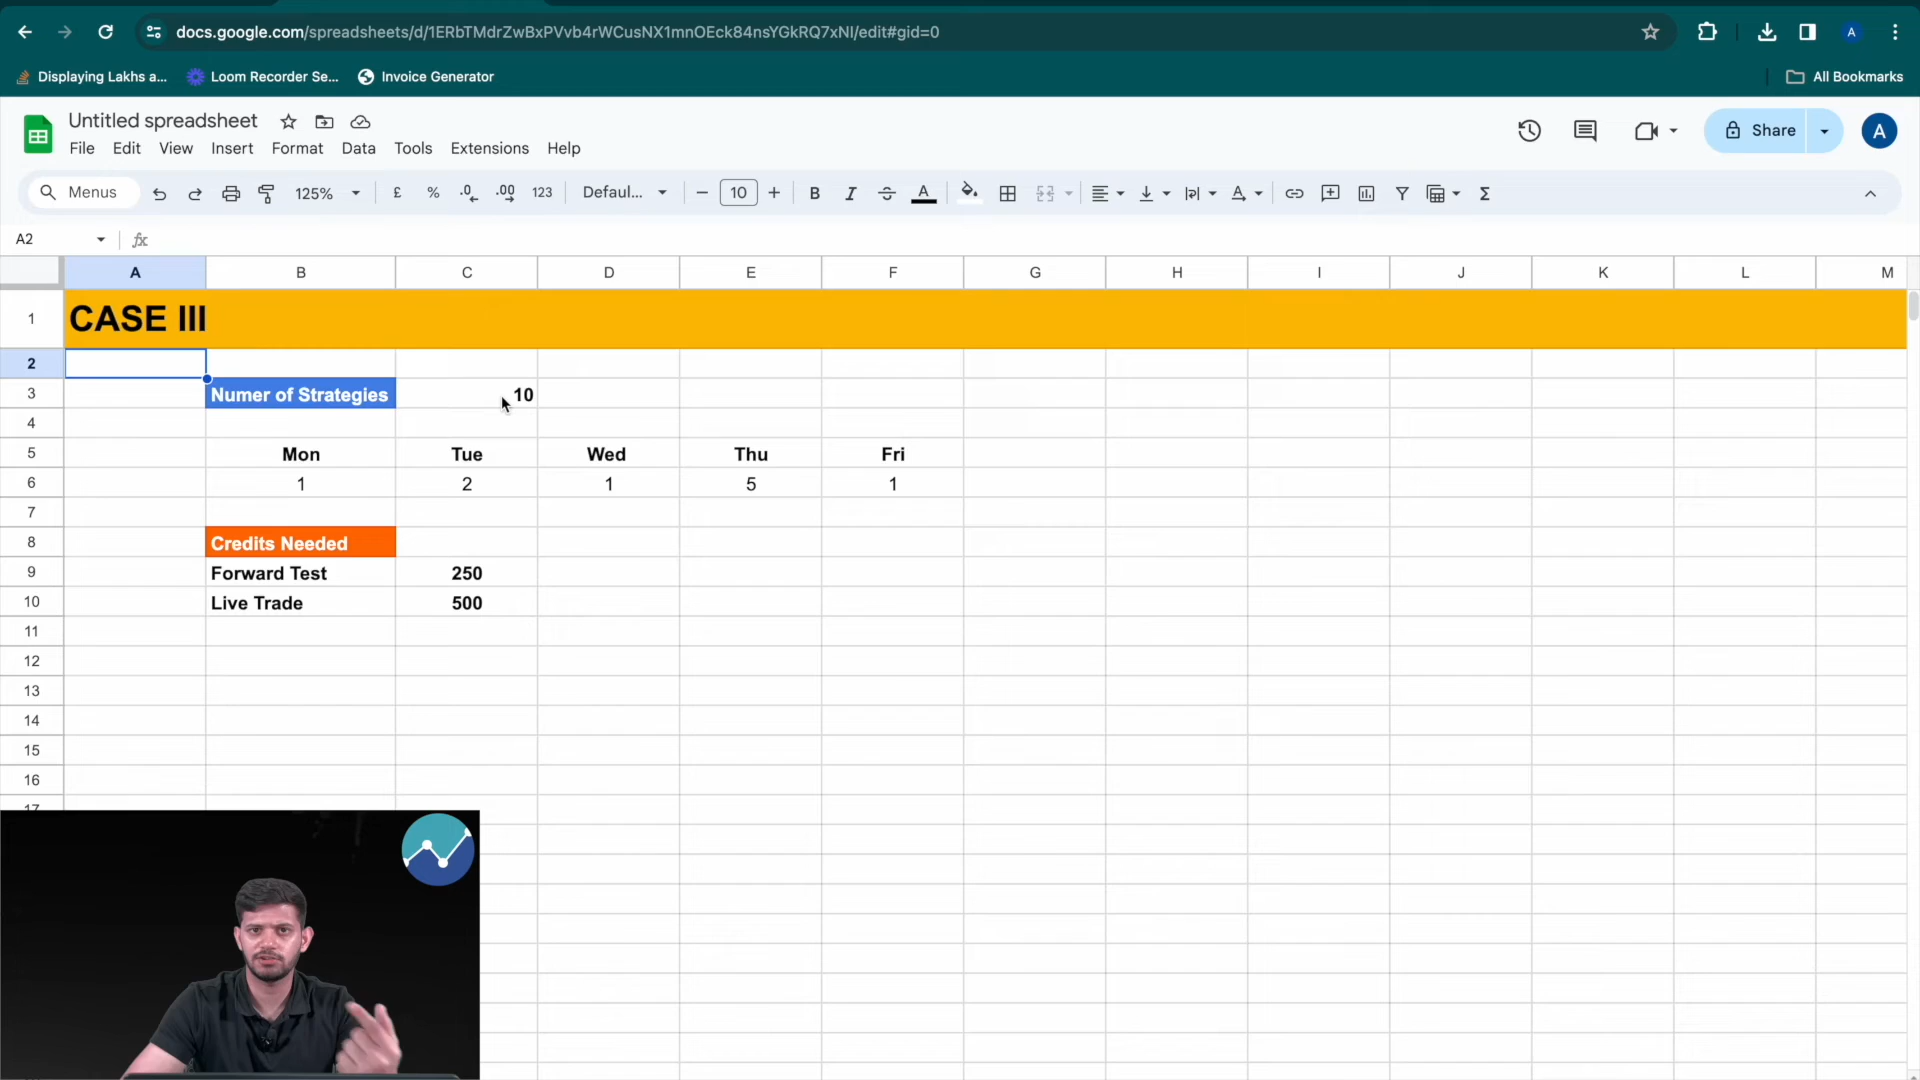 docs.google.com/spreadsheets/d/1ERbTMdrZwBxPVvb4rWCusNX1mnOEck84nsYGkRQ7xNI/edit#gid=0
Displaying Lakhs a... Loom Recorder Se... Invoice Generator All Bookmarks
Untitled spreadsheet
File Edit View Insert Format Data Tools Extensions Help
Share A
Menus 125% £ % .0 .00 123 Defaul... 10 B I A Σ
A2 fx
A B C D E F G H I J K L M
1 CASE III
2
3 Numer of Strategies 10
4
5 Mon Tue Wed Thu Fri
6 1 2 1 5 1
7
8 Credits Needed
9 Forward Test 250
10 Live Trade 500
11
12
13
14
15
16
17